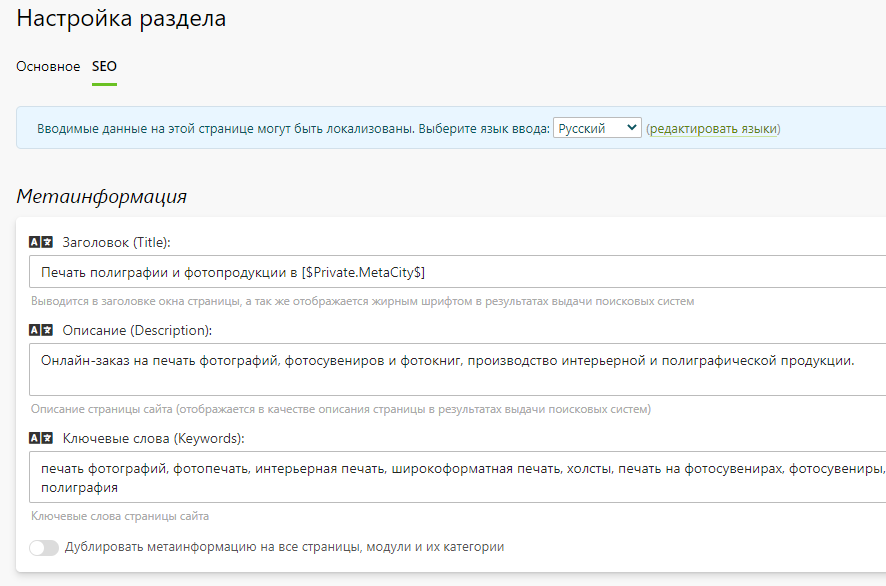 Настройка раздела
Основное SEO
Вводимые данные на этой странице могут быть локализованы. Выберите язык ввода: Русский (редактировать языки)
Метаинформация
Заголовок (Title):
Печать полиграфии и фотопродукции в [$Private.MetaCity$]
Выводится в заголовке окна страницы, а так же отображается жирным шрифтом в результатах выдачи поисковых систем
Описание (Description):
Онлайн-заказ на печать фотографий, фотосувениров и фотокниг, производство интерьерной и полиграфической продукции.
Описание страницы сайта (отображается в качестве описания страницы в результатах выдачи поисковых систем)
Ключевые слова (Keywords):
печать фотографий, фотопечать, интерьерная печать, широкоформатная печать, холсты, печать на фотосувенирах, фотосувениры,
полиграфия
Ключевые слова страницы сайта
Дублировать метаинформацию на все страницы, модули и их категории